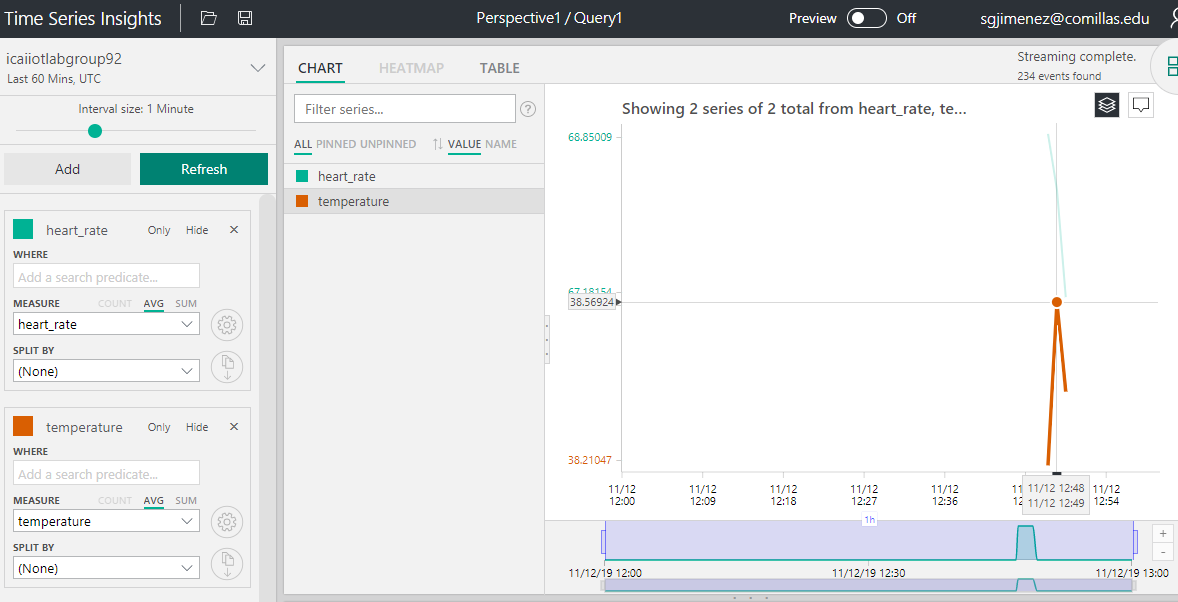 Time Series Insights
Perspective1 / Query1
Preview Off
sgjimenez@comillas.edu
icaiiotlabgroup92
Last 60 Mins, UTC
Interval size: 1 Minute
Add Refresh
heart_rate Only Hide ×
WHERE
Add a search predicate...
MEASURE COUNT AVG SUM
heart_rate
SPLIT BY
(None)
temperature Only Hide ×
WHERE
Add a search predicate...
MEASURE COUNT AVG SUM
temperature
SPLIT BY
(None)
CHART HEATMAP TABLE
Streaming complete.
234 events found
Filter series... ?
ALL PINNED UNPINNED VALUE NAME
heart_rate
temperature
Showing 2 series of 2 total from heart_rate, te...
68.85009
67.18154
38.56924
38.21047
11/12 12:00
11/12 12:09
11/12 12:18
11/12 12:27
11/12 12:36
11/12 12:48
11/12 12:49
11/12 12:54
1h
+
-
11/12/19 12:00 11/12/19 12:30 11/12/19 13:00